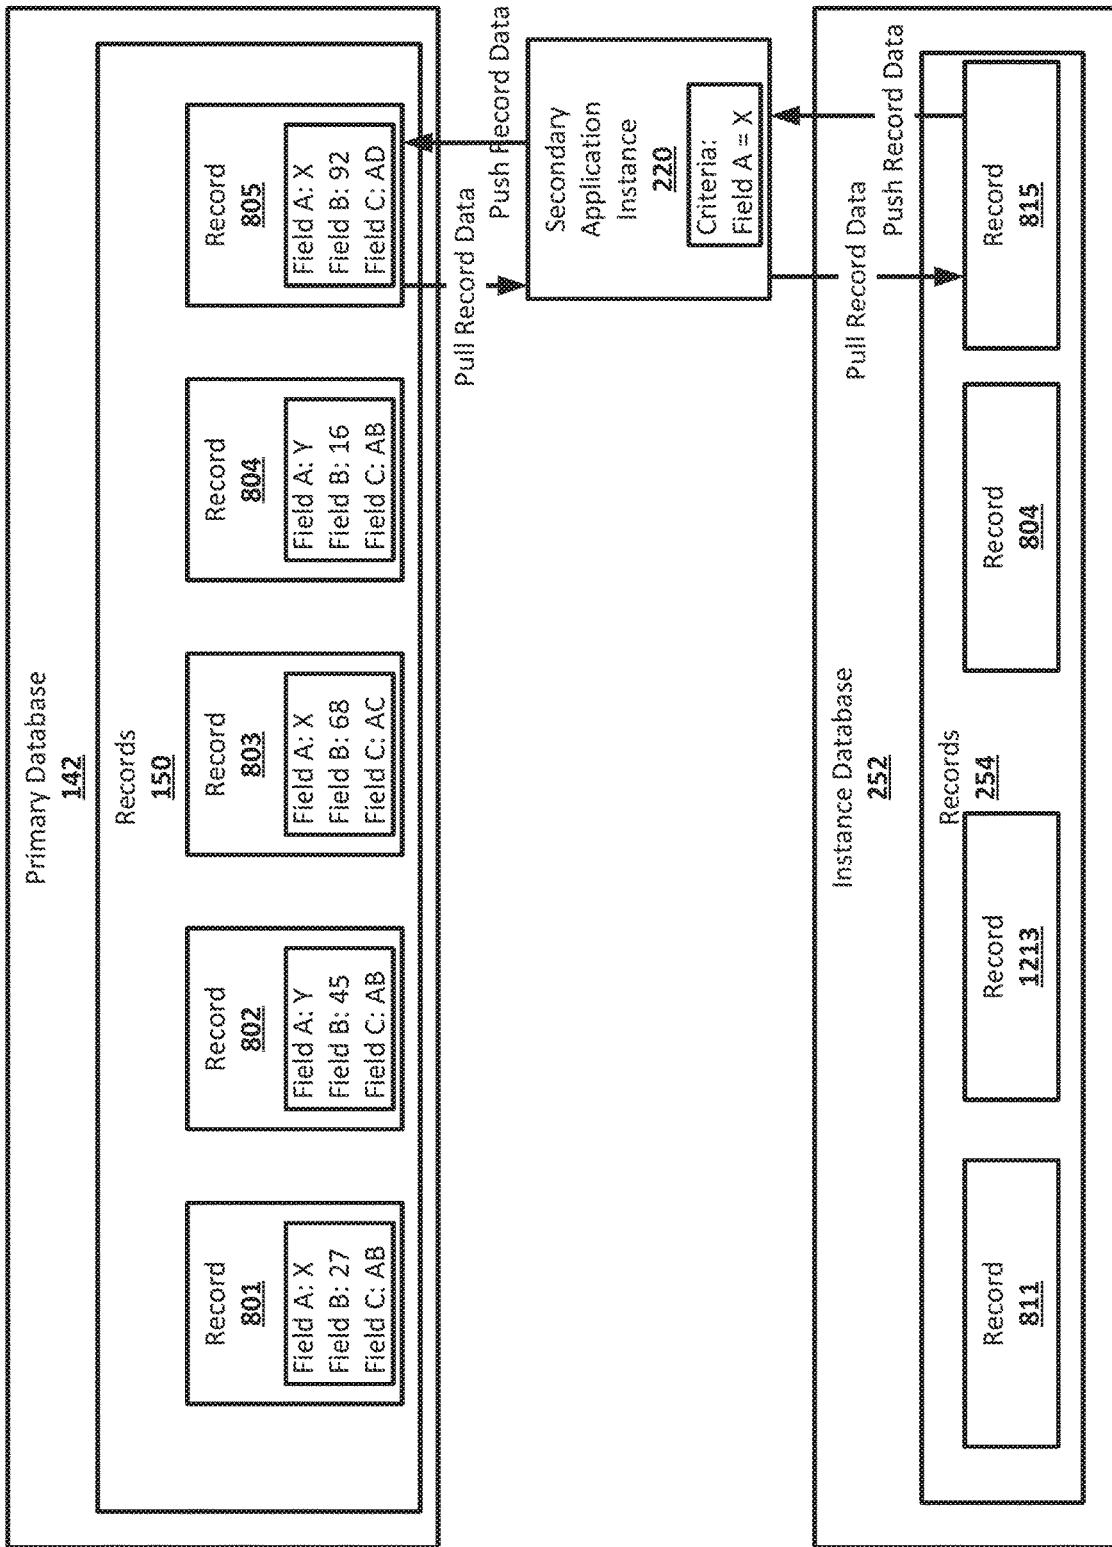 Primary Database
142
Records
150
Record
801
Field A: X
Field B: 27
Field C: AB
Record
802
Field A: Y
Field B: 45
Field C: AB
Record
803
Field A: X
Field B: 68
Field C: AC
Record
804
Field A: Y
Field B: 16
Field C: AB
Record
805
Field A: X
Field B: 92
Field C: AD
Pull Record Data
Push Record Data
Secondary
Application
Instance
220
Criteria:
Field A = X
Pull Record Data
Push Record Data
Instance Database
252
Records
254
Record
811
Record
1213
Record
804
Record
815